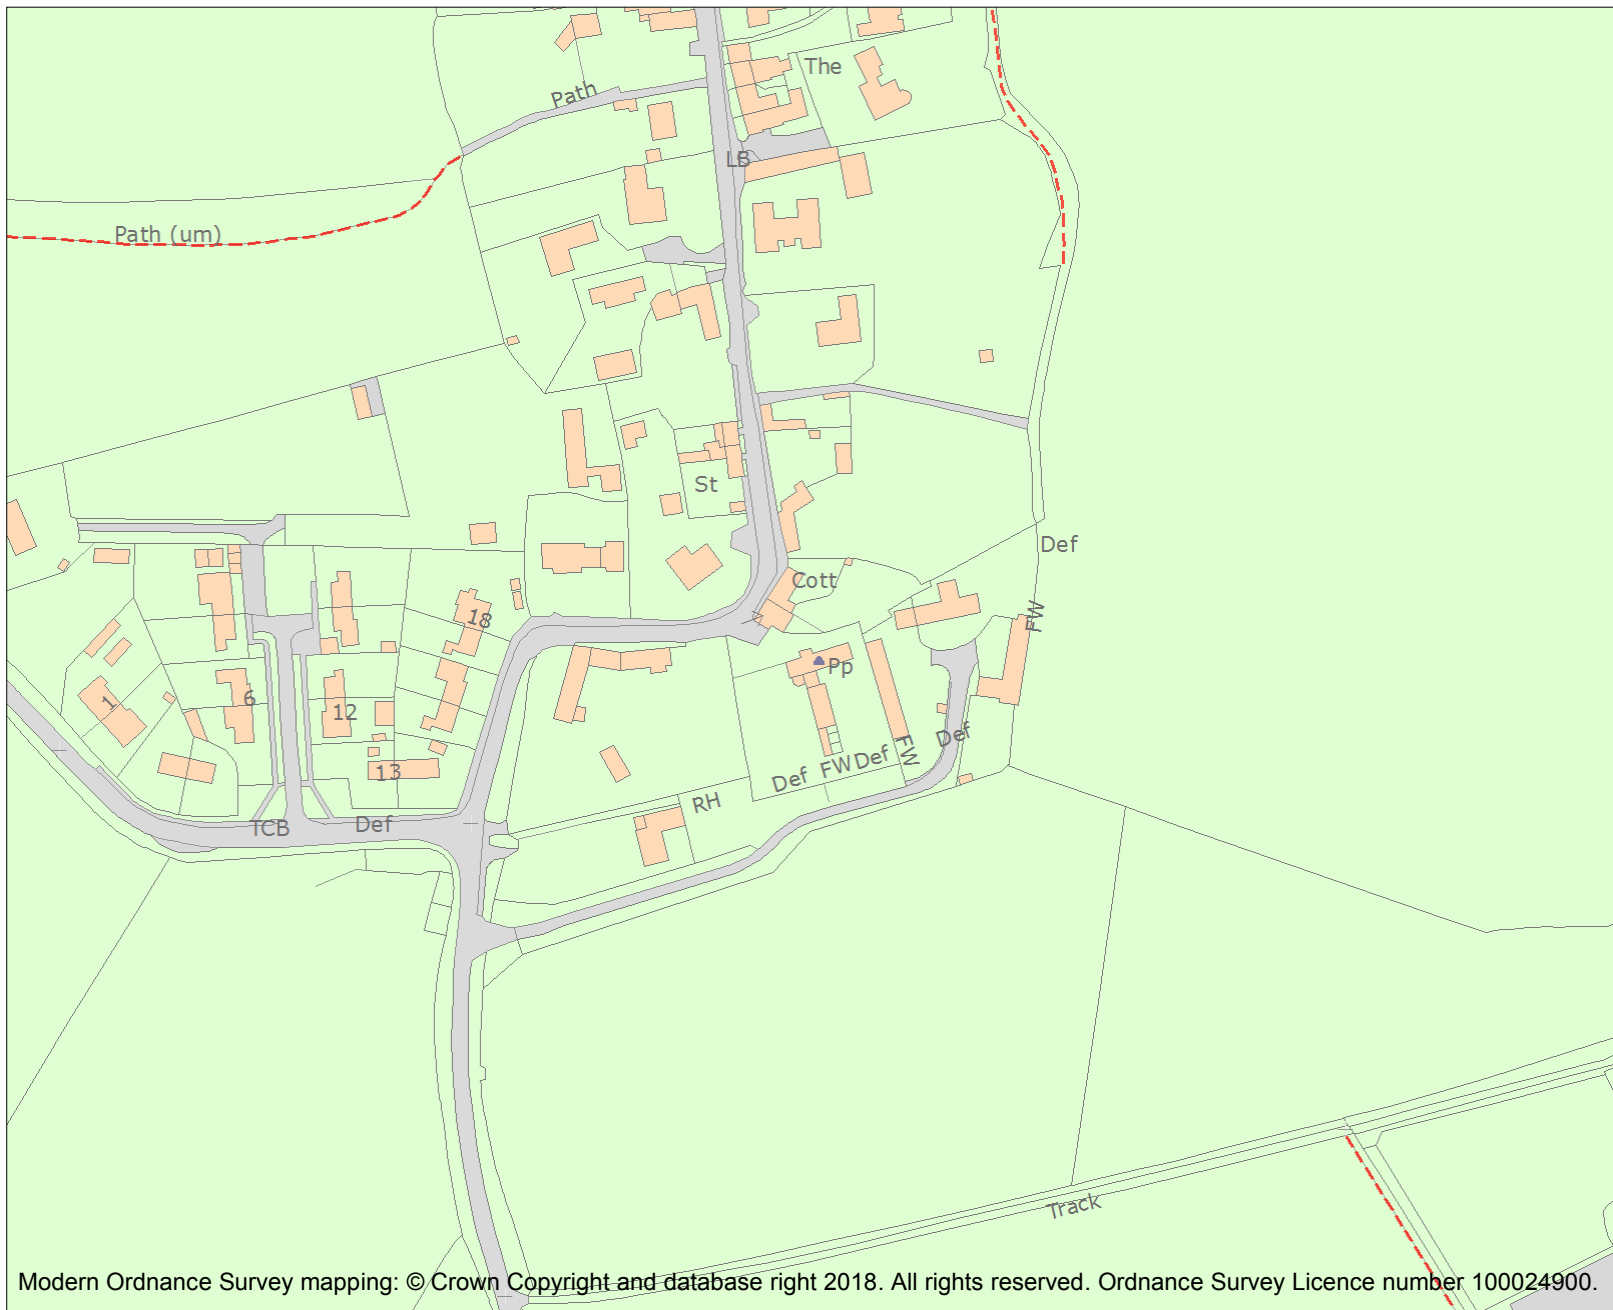 The
Path
LB
Path (um)
St
Def
Cott
FW
18
Pp
1
6
12
FW
Def
Def FW Def
13
RH
TCB
Def
Track
Modern Ordnance Survey mapping: © Crown Copyright and database right 2018. All rights reserved. Ordnance Survey Licence number 100024900.